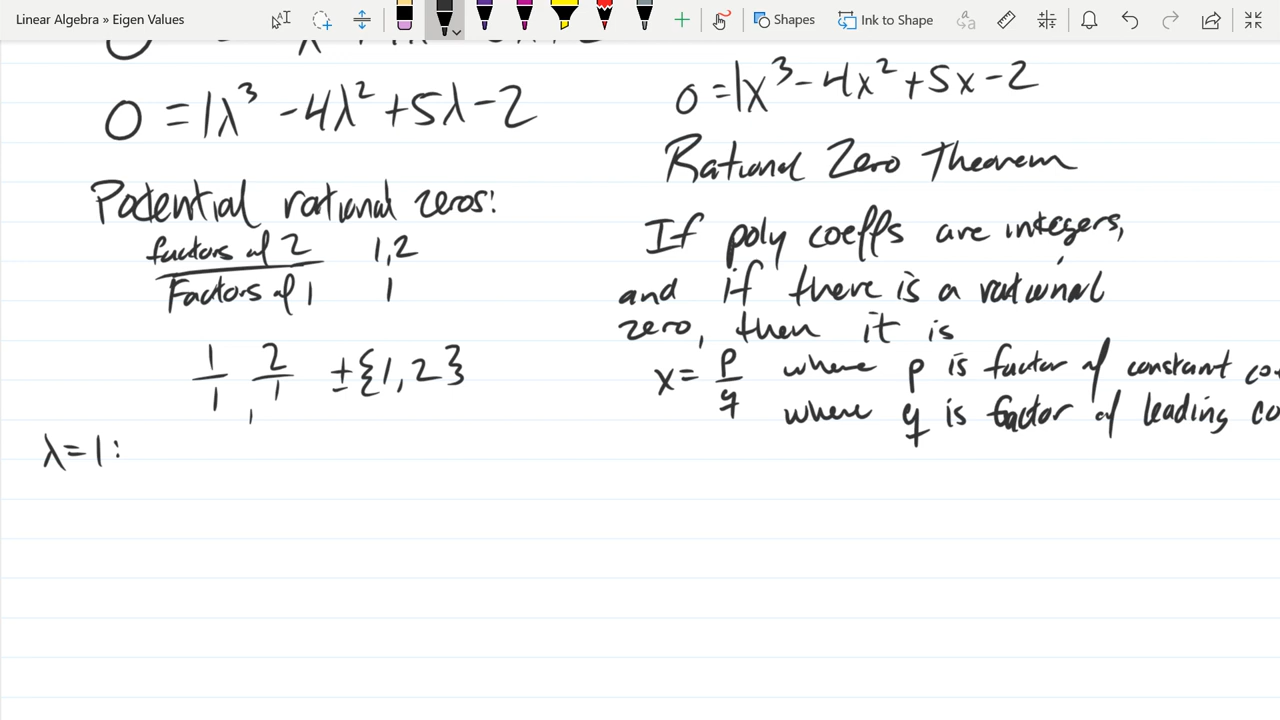 Linear Algebra » Eigen Values
Shapes
Ink to Shape
0 = 1λ³ - 4λ² + 5λ - 2
Potential rational zeros:
factors of 2 1,2
Factors of 1 1
1/1, 2/1 ±{1,2}
λ=1:
0 = 1x³ - 4x² + 5x - 2
Rational Zero Theorem
If poly coeffs are integers,
and if there is a rational
zero, then it is
x = p/q where p is factor of constant
where q is factor of leading